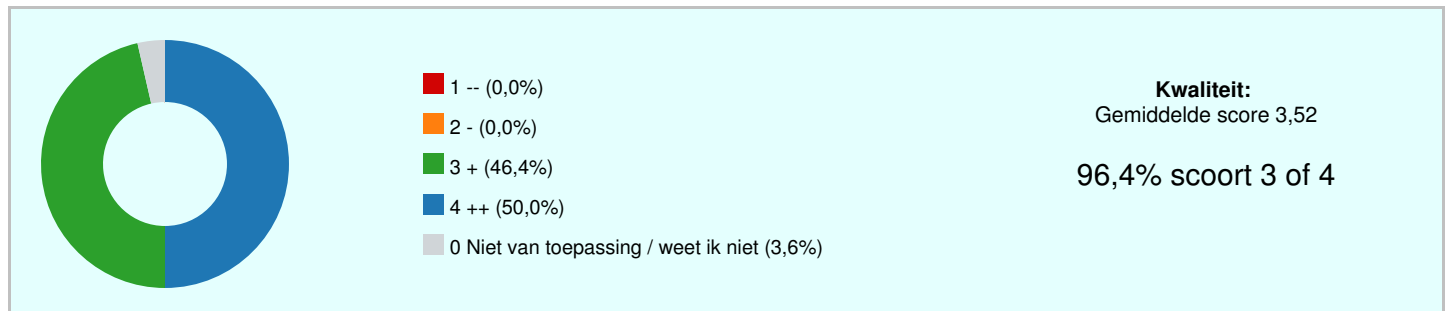 1 -- (0,0%)
2 - (0,0%)
3 + (46,4%)
4 ++ (50,0%)
0 Niet van toepassing / weet ik niet (3,6%)
Kwaliteit:
Gemiddelde score 3,52
96,4% scoort 3 of 4